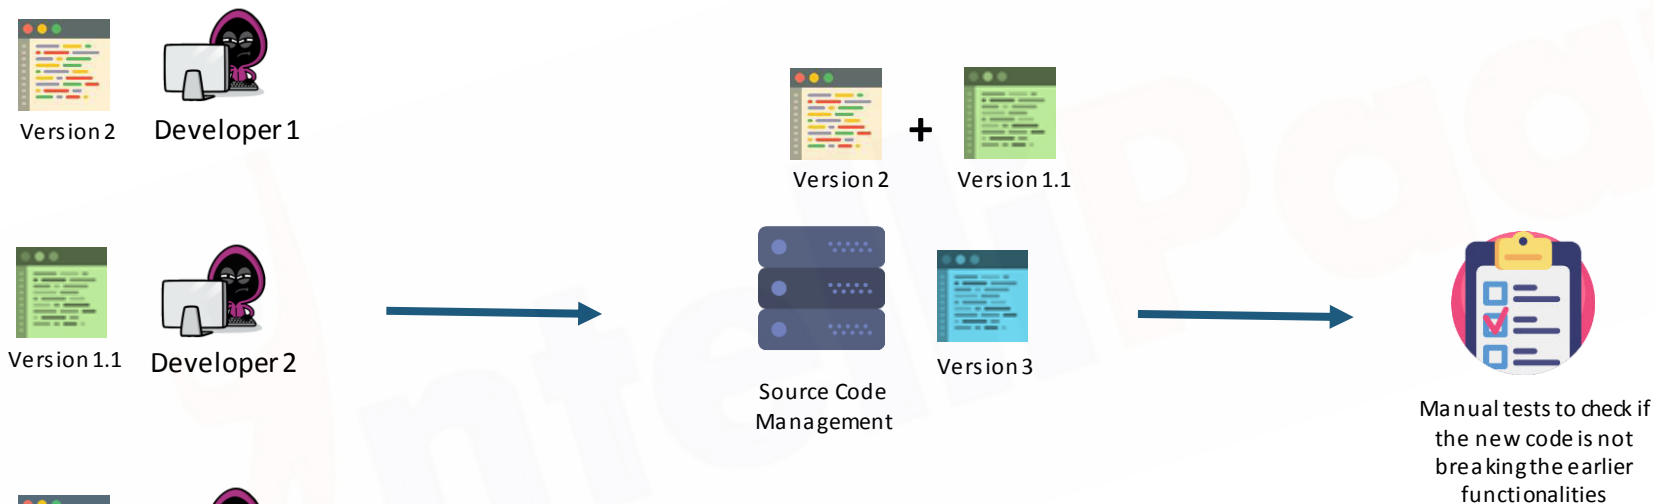 Version 2
Developer 1
Version 2
+
Version 1.1
Version 1.1
Developer 2
Version 3
Source Code
Management
Manual tests to check if
the new code is not
breaking the earlier
functionalities
IntelliPaa